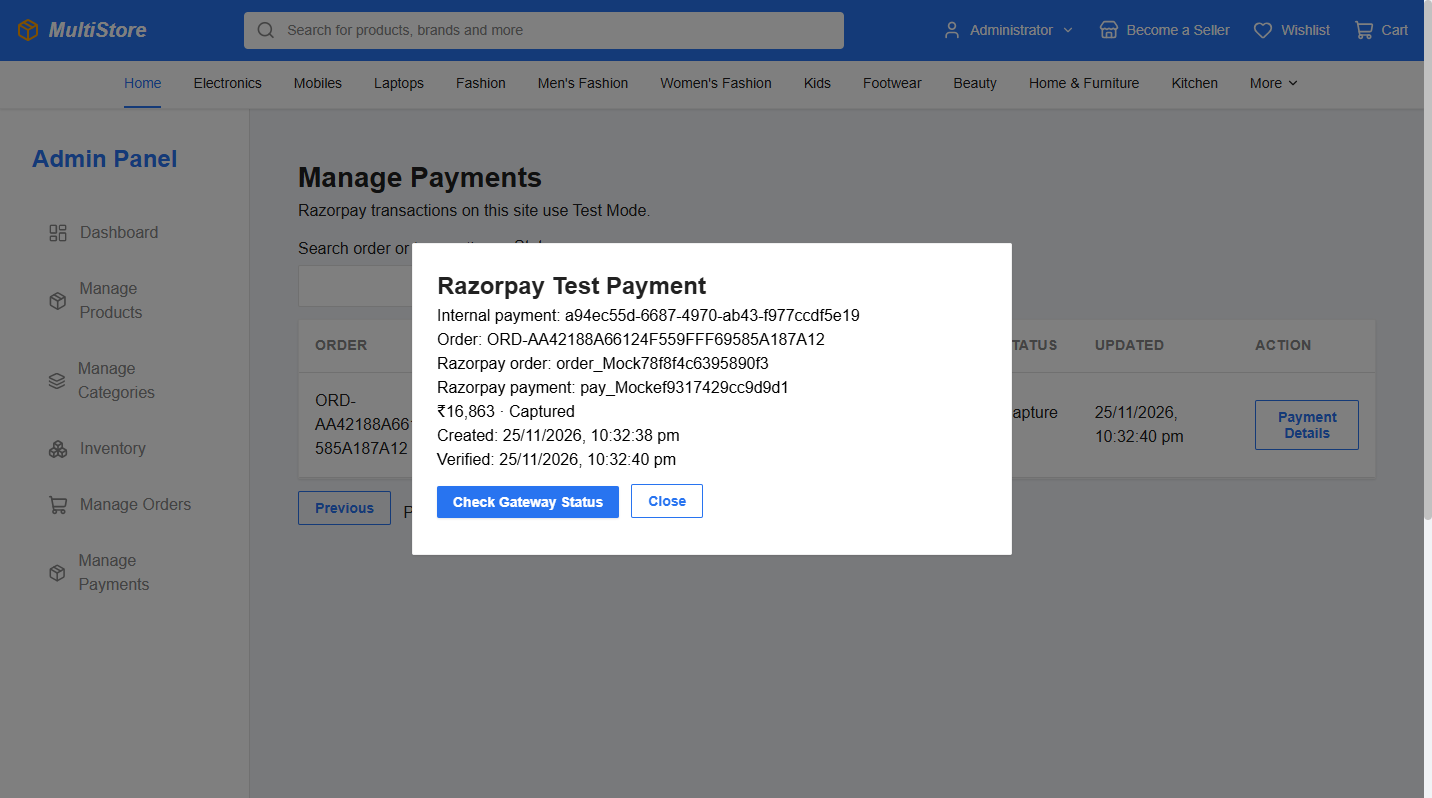 MultiStore
Search for products, brands and more
Administrator
Become a Seller
Wishlist
Cart
Home
Electronics
Mobiles
Laptops
Fashion
Men's Fashion
Women's Fashion
Kids
Footwear
Beauty
Home & Furniture
Kitchen
More
Admin Panel
Dashboard
Manage
Products
Manage
Categories
Inventory
Manage Orders
Manage
Payments
Manage Payments
Razorpay transactions on this site use Test Mode.
Search order or
ORDER
TATUS
UPDATED
ACTION
ORD-
AA42188A661
585A187A12
apture
25/11/2026,
10:32:40 pm
Payment
Details
Previous
P
Razorpay Test Payment
Internal payment: a94ec55d-6687-4970-ab43-f977ccdf5e19
Order: ORD-AA42188A66124F559FFF69585A187A12
Razorpay order: order_Mock78f8f4c6395890f3
Razorpay payment: pay_Mockef9317429cc9d9d1
₹16,863 · Captured
Created: 25/11/2026, 10:32:38 pm
Verified: 25/11/2026, 10:32:40 pm
Check Gateway Status
Close